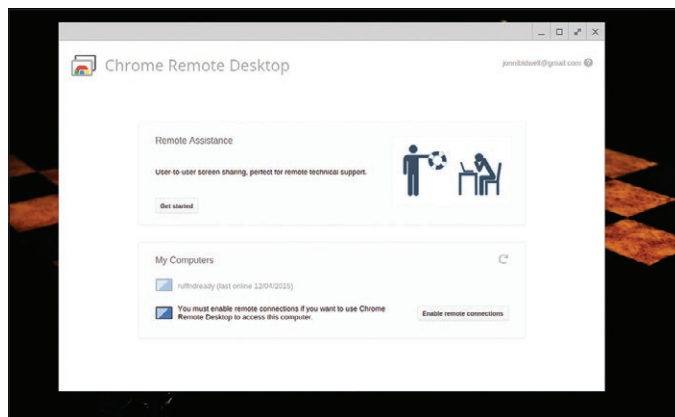 Chrome Remote Desktop
jonnibidwell@gmail.com
Remote Assistance
User-to-user screen sharing, perfect for remote technical support.
Get started
My Computers
ruffndready (last online 12/04/2015)
You must enable remote connections if you want to use Chrome
Remote Desktop to access this computer.
Enable remote connections